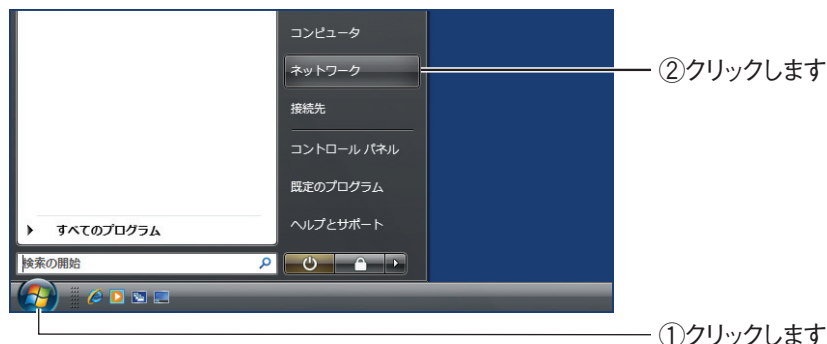 コンピュータ
ネットワーク
②クリックします
接続先
コントロール パネル
既定のプログラム
すべてのプログラム
ヘルプとサポート
検索の開始
①クリックします